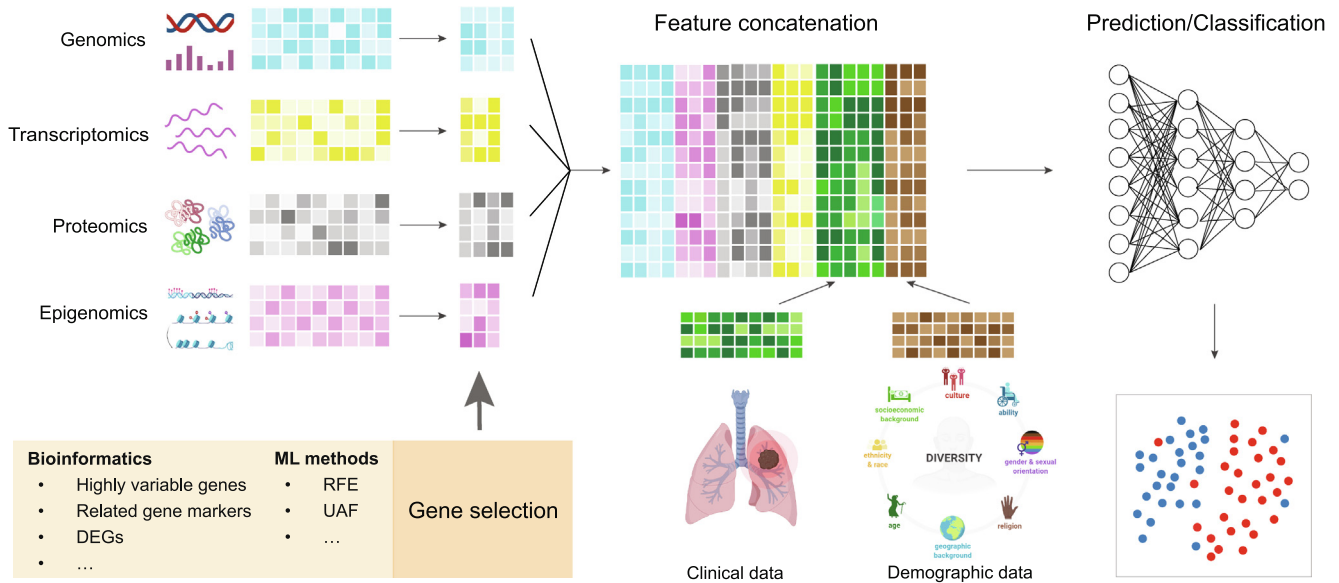 Feature concatenation
Prediction/Classification
Genomics
Transcriptomics
Proteomics
Epigenomics
Bioinformatics
• Highly variable genes
• Related gene markers
• DEGs
• …
ML methods
• RFE
• UAF
• …
Gene selection
Clinical data
culture
socioeconomic
background
ability
ethnicity
& race
DIVERSITY
gender & sexual
orientation
age
religion
geographic
background
Demographic data